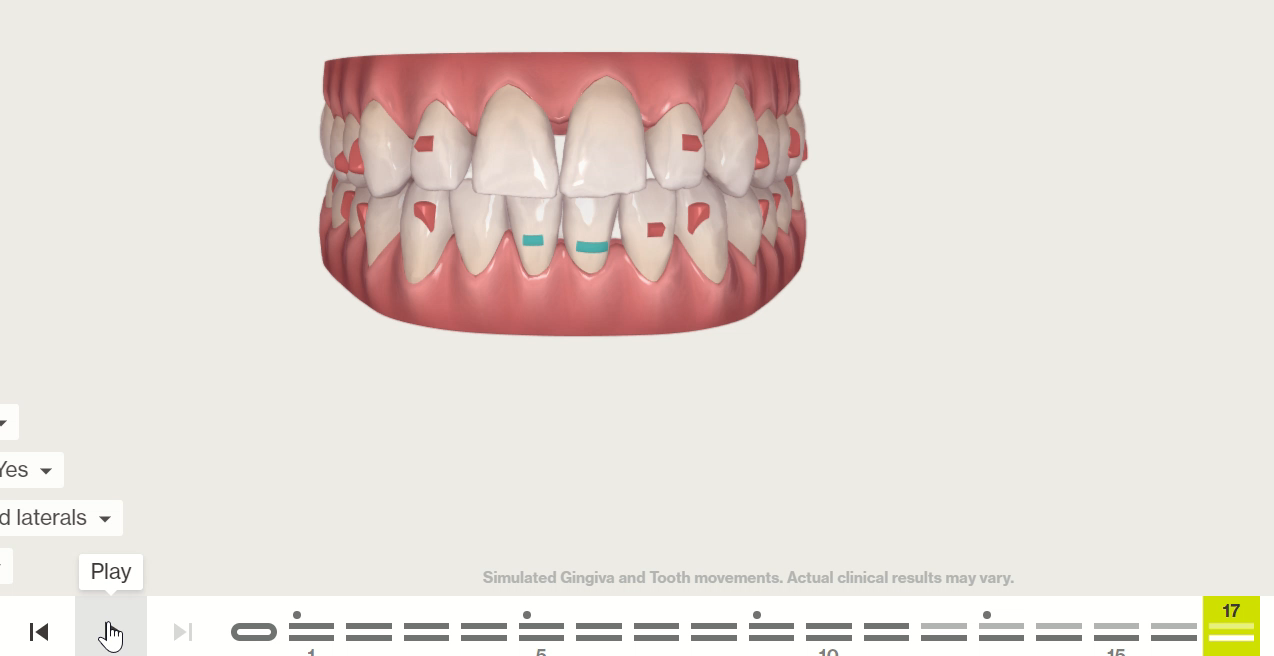 Yes
d laterals
Play
Simulated Gingiva and Tooth movements. Actual clinical results may vary.
17
1
5
10
15